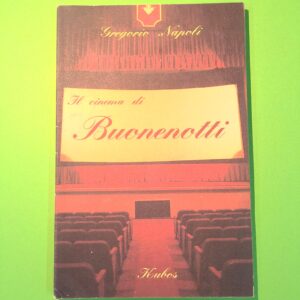 Gregorio Napoli
Il cinema di
Buonenotti
Kubos